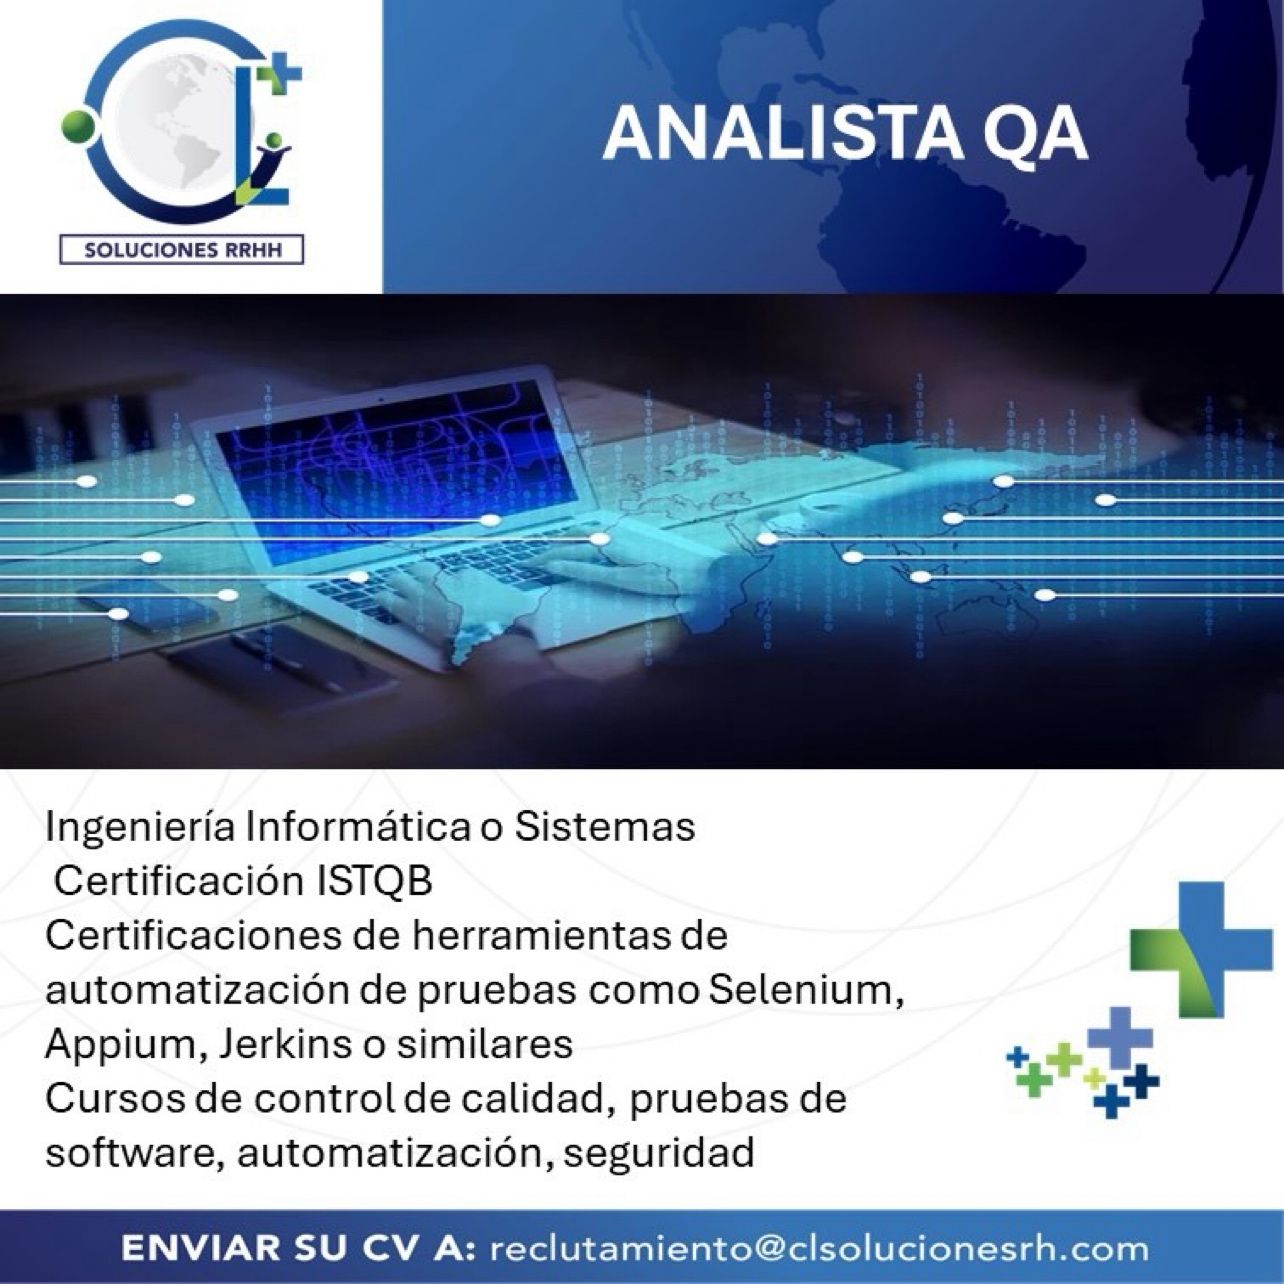 CL
SOLUCIONES RRHH
ANALISTA QA
Ingeniería Informática o Sistemas
Certificación ISTQB
Certificaciones de herramientas de
automatización de pruebas como Selenium,
Appium, Jerkins o similares
Cursos de control de calidad, pruebas de
software, automatización, seguridad
ENVIAR SU CV A: reclutamiento@clsolucionesrh.com